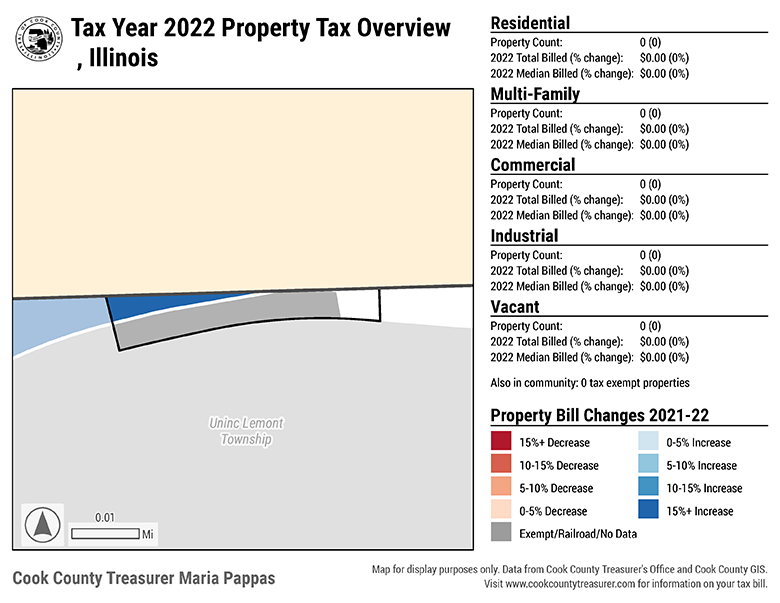 Tax Year 2022 Property Tax Overview
, Illinois
Residential
Property Count: 0 (0)
2022 Total Billed (% change): $0.00 (0%)
2022 Median Billed (% change): $0.00 (0%)
Multi-Family
Property Count: 0 (0)
2022 Total Billed (% change): $0.00 (0%)
2022 Median Billed (% change): $0.00 (0%)
Commercial
Property Count: 0 (0)
2022 Total Billed (% change): $0.00 (0%)
2022 Median Billed (% change): $0.00 (0%)
Industrial
Property Count: 0 (0)
2022 Total Billed (% change): $0.00 (0%)
2022 Median Billed (% change): $0.00 (0%)
Vacant
Property Count: 0 (0)
2022 Total Billed (% change): $0.00 (0%)
2022 Median Billed (% change): $0.00 (0%)
Also in community: 0 tax exempt properties
Property Bill Changes 2021-22
15%+ Decrease
10-15% Decrease
5-10% Decrease
0-5% Decrease
Exempt/Railroad/No Data
0-5% Increase
5-10% Increase
10-15% Increase
15%+ Increase
Uninc Lemont
Township
0.01
Mi
Cook County Treasurer Maria Pappas
Map for display purposes only. Data from Cook County Treasurer's Office and Cook County GIS.
Visit www.cookcountytreasurer.com for information on your tax bill.